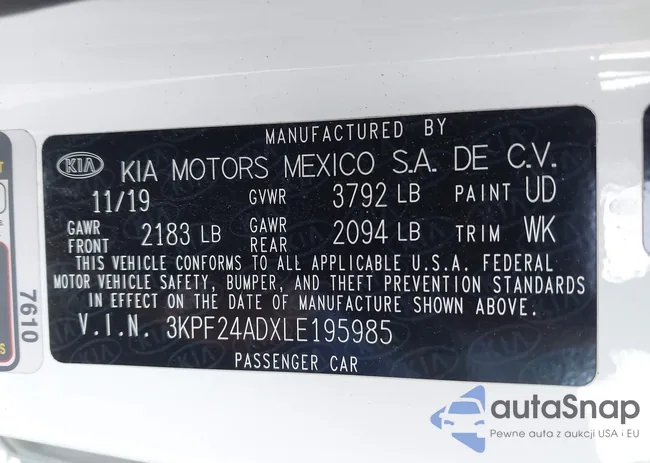 MANUFACTURED BY
KIA KIA MOTORS MEXICO S.A. DE C.V.
11/19 GVWR 3792 LB PAINT UD
GAWR FRONT 2183 LB GAWR REAR 2094 LB TRIM WK
THIS VEHICLE CONFORMS TO ALL APPLICABLE U.S.A. FEDERAL
MOTOR VEHICLE SAFETY, BUMPER, AND THEFT PREVENTION STANDARDS
IN EFFECT ON THE DATE OF MANUFACTURE SHOWN ABOVE.
V.I.N. 3KPF24ADXLE195985
PASSENGER CAR
7610
autaSnap
Pewne auta z aukcji USA i EU